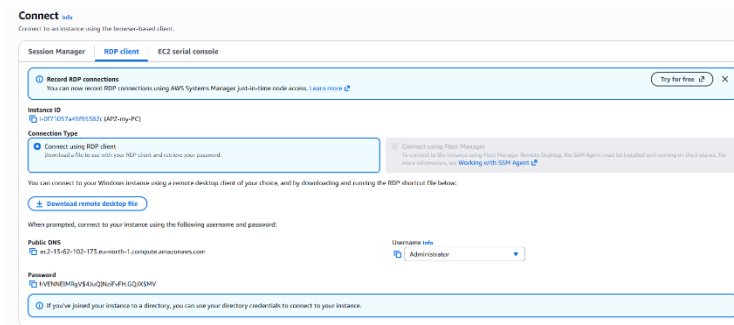 Connect Info
Connect to an instance using the browser-based client.
Session Manager RDP client EC2 serial console
Record RDP connections
You can now record RDP connections using AWS Systems Manager just-in-time node access. Learn more
Try for free
Instance ID
(APZ-my-PC)
Connection Type
Connect using RDP client
Download a file to use with your RDP client and retrieve your password.
Connect using Fleet Manager
To connect to the instance using Fleet Manager Remote Desktop, the SSM Agent must be installed and running on the instance. For
more information, see Working with SSM Agent
You can connect to your Windows instance using a remote desktop client of your choice, and by downloading and running the RDP shortcut file below:
Download remote desktop file
When prompted, connect to your instance using the following username and password:
Public DNS
ec2-13-62-102-173.eu-north-1.compute.amazonaws.com
Username Info
Administrator
Password
If you've joined your instance to a directory, you can use your directory credentials to connect to your instance.